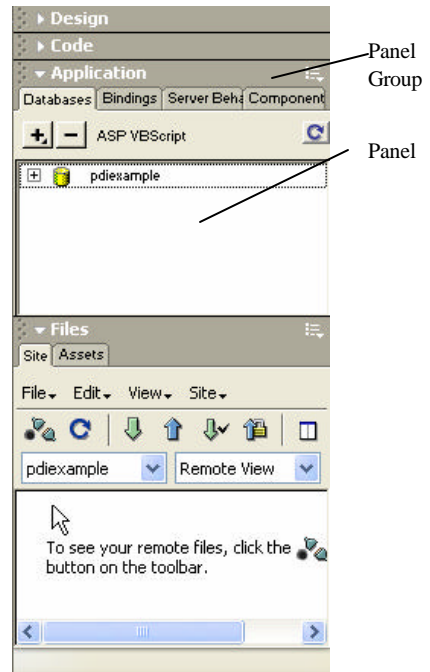 Design
Code
Application
Panel
Group
Databases Bindings Server Beha Component
ASP VBScript
Panel
pdiexample
Files
Site Assets
File Edit View Site
pdiexample Remote View
To see your remote files, click the
button on the toolbar.